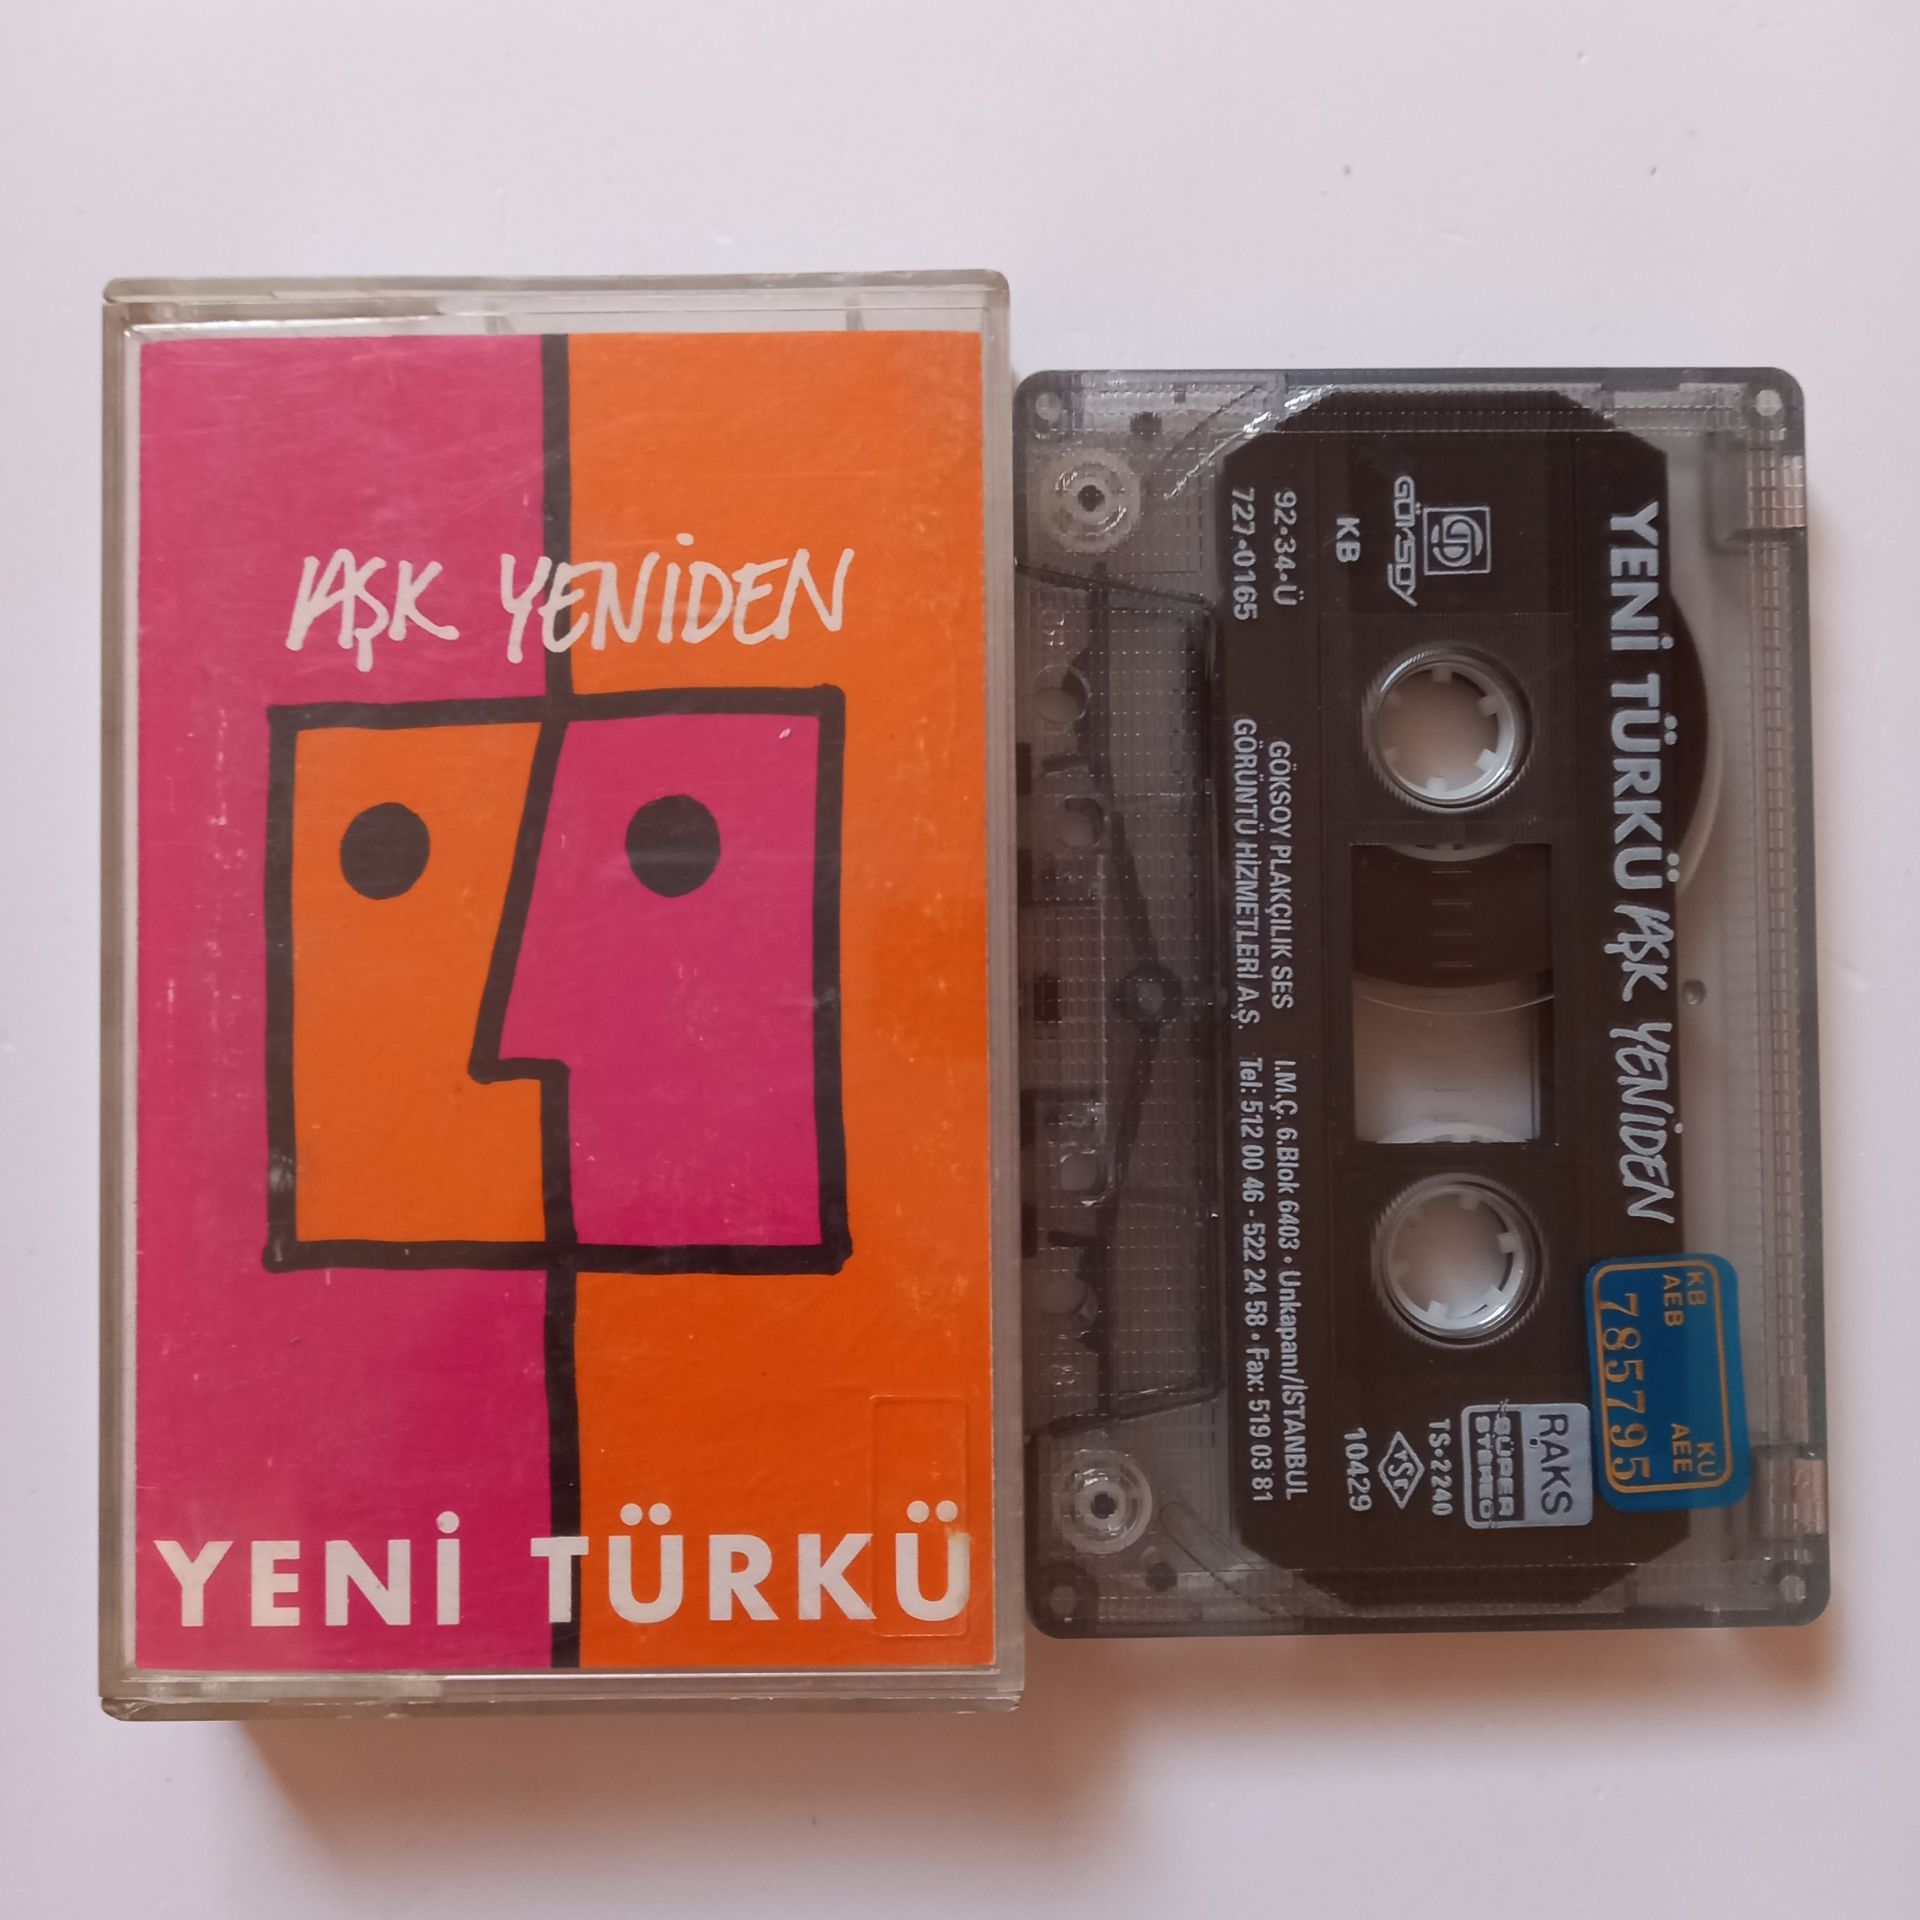 AŞK YENİDEN
YENİ TÜRKÜ
YENİ TÜRKÜ AŞK YENİDEN
GÖKSOY
KB
92•34•Ü
727•0165
GÖKSOY PLAKÇILIK SES
GÖRÜNTÜ HİZMETLERİ A.Ş.
İ.M.Ç. 6.Blok 6403 • Unkapanı/İSTANBUL
Tel: 512 00 46 - 522 24 58 • Fax: 519 03 81
RAKS
SÜPER
STEREO
TS•2240
TSE
10429
KB KÜ
AEB AEE
785795